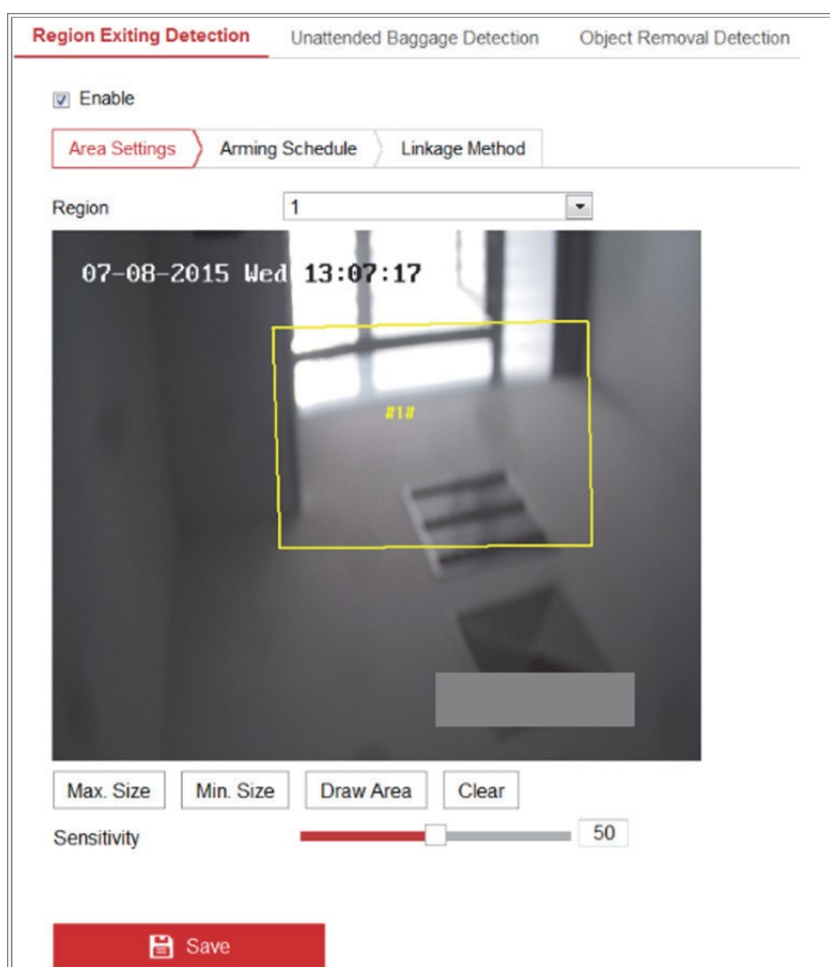 Region Exiting Detection Unattended Baggage Detection Object Removal Detection
Enable
Area Settings Arming Schedule Linkage Method
Region 1
07-08-2015 Wed 13:07:17
#1#
Max. Size Min. Size Draw Area Clear
Sensitivity 50
Save